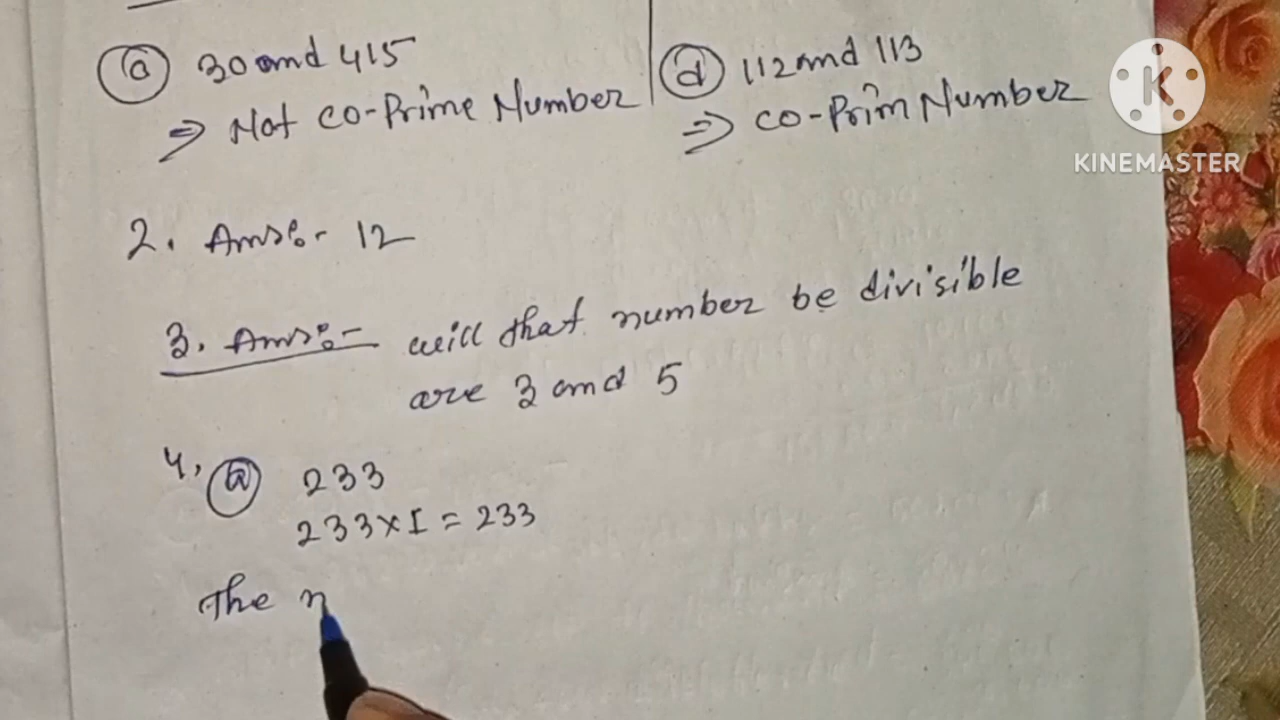 a 30 and 415
⇒ Not co-Prime Number
d 112 and 113
⇒ co-Prim Number
KINEMASTER
2. Ans:- 12
3. Ans:- will that number be divisible
are 3 and 5
4. a 233
233×I = 233
The n